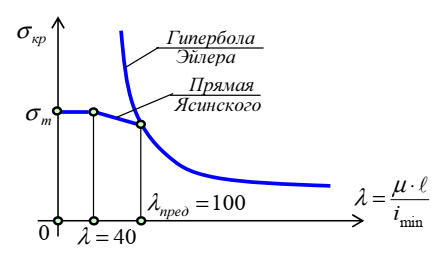 σкр
Гипербола
Эйлера
Прямая
Ясинского
σт
λпред = 100
λ = μ · ℓ / imin
0
λ = 40